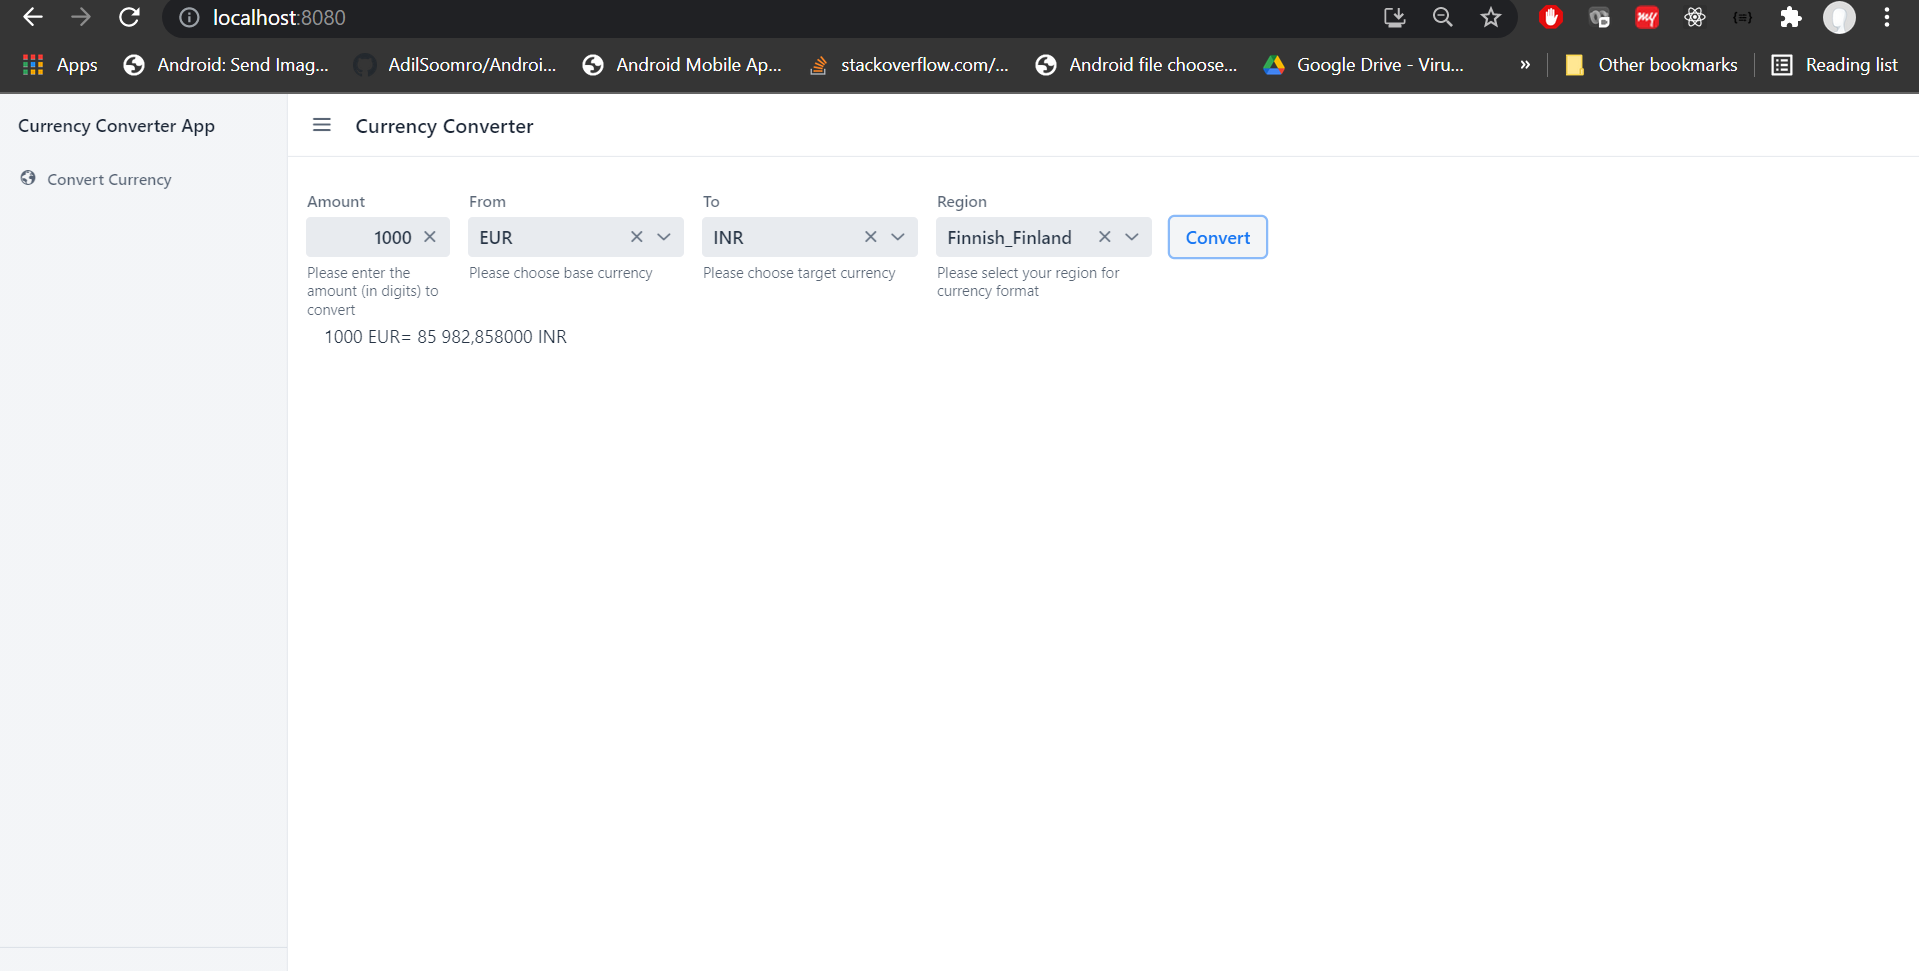 localhost:8080
Apps Android: Send Imag... AdilSoomro/Androi... Android Mobile Ap... stackoverflow.com/... Android file choose... Google Drive - Viru... » Other bookmarks Reading list
Currency Converter App
Currency Converter
Convert Currency
Amount From To Region
1000 EUR INR Finnish_Finland Convert
Please enter the amount (in digits) to convert
Please choose base currency
Please choose target currency
Please select your region for currency format
1000 EUR= 85 982,858000 INR